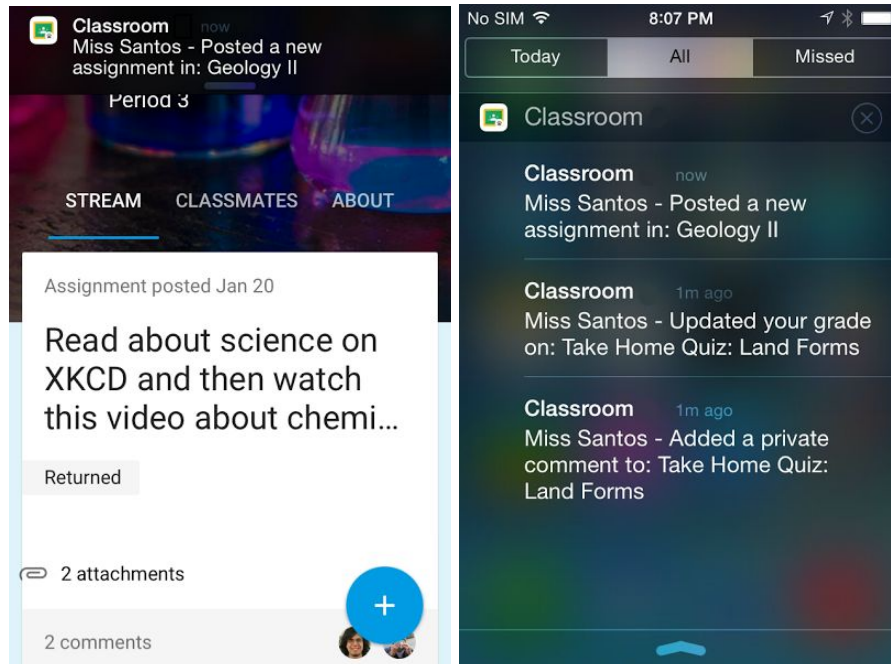 Classroom now
Miss Santos - Posted a new
assignment in: Geology II
Period 3
STREAM CLASSMATES ABOUT
Assignment posted Jan 20
Read about science on
XKCD and then watch
this video about chemi...
Returned
2 attachments
2 comments
No SIM 8:07 PM
Today All Missed
Classroom
Classroom now
Miss Santos - Posted a new
assignment in: Geology II
Classroom 1m ago
Miss Santos - Updated your grade
on: Take Home Quiz: Land Forms
Classroom 1m ago
Miss Santos - Added a private
comment to: Take Home Quiz:
Land Forms